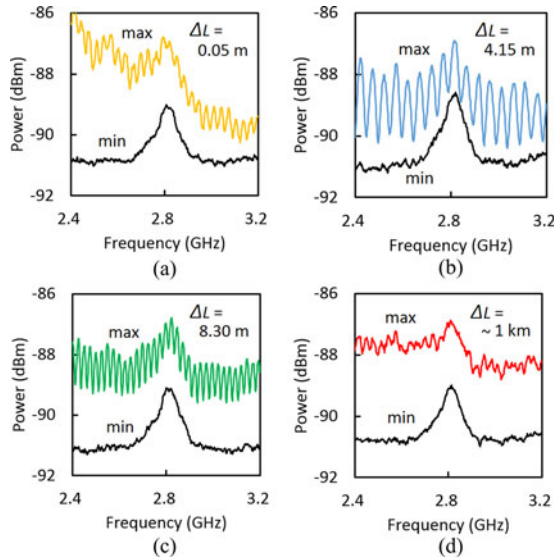 -86
-88
-90
-92
Power (dBm)
max
ΔL =
0.05 m
min
2.4
2.8
3.2
Frequency (GHz)
(a)
-86
-88
-90
-92
Power (dBm)
max
ΔL =
4.15 m
min
2.4
2.8
3.2
Frequency (GHz)
(b)
-86
-88
-90
-92
Power (dBm)
max
ΔL =
8.30 m
min
2.4
2.8
3.2
Frequency (GHz)
(c)
-86
-88
-90
-92
Power (dBm)
max
ΔL =
~ 1 km
min
2.4
2.8
3.2
Frequency (GHz)
(d)